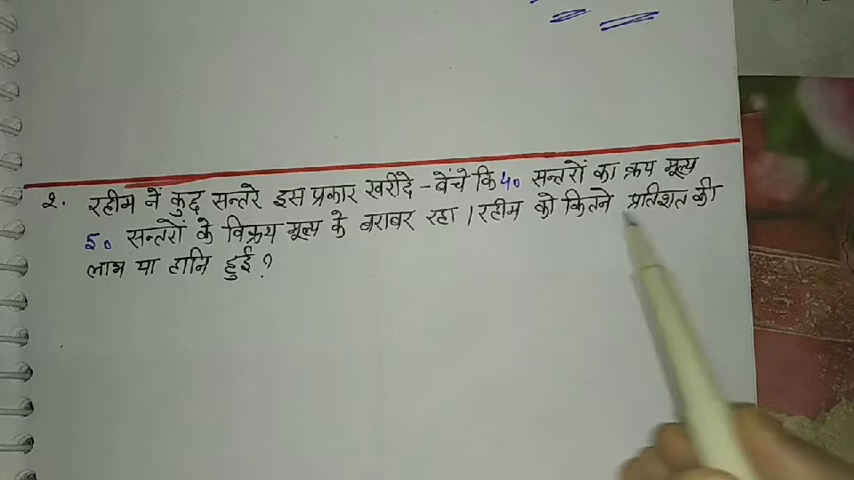 2. रहीम नें कुछ सन्तरे इस प्रकार खरीदे - बेंचे कि 40 सन्तरों का क्रय मूल्य
50 सन्तरों के विक्रय मूल्य के बराबर रहा । रहीम को कितने प्रतिशत की
लाभ या हानि हुई ?